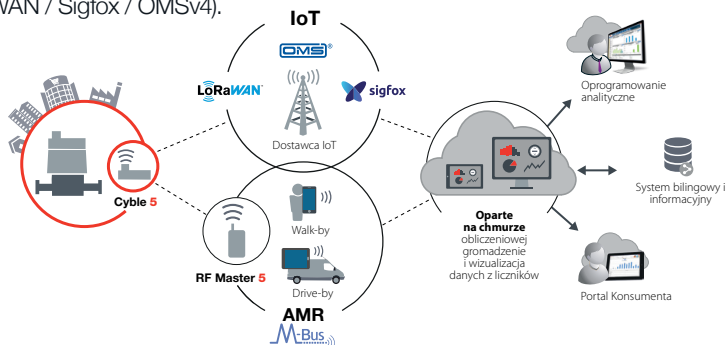 WAN / Sigfox / OMSv4).
IoT
OMS®
LoRaWAN
sigfox
Dostawca IoT
Cyble 5
Walk-by
RF Master 5
Drive-by
AMR
M-Bus
Oparte
na chmurze
obliczeniowej
gromadzenie
i wizualizacja
danych z liczników
Oprogramowanie
analityczne
System bilingowy i
informacyjny
Portal Konsumenta